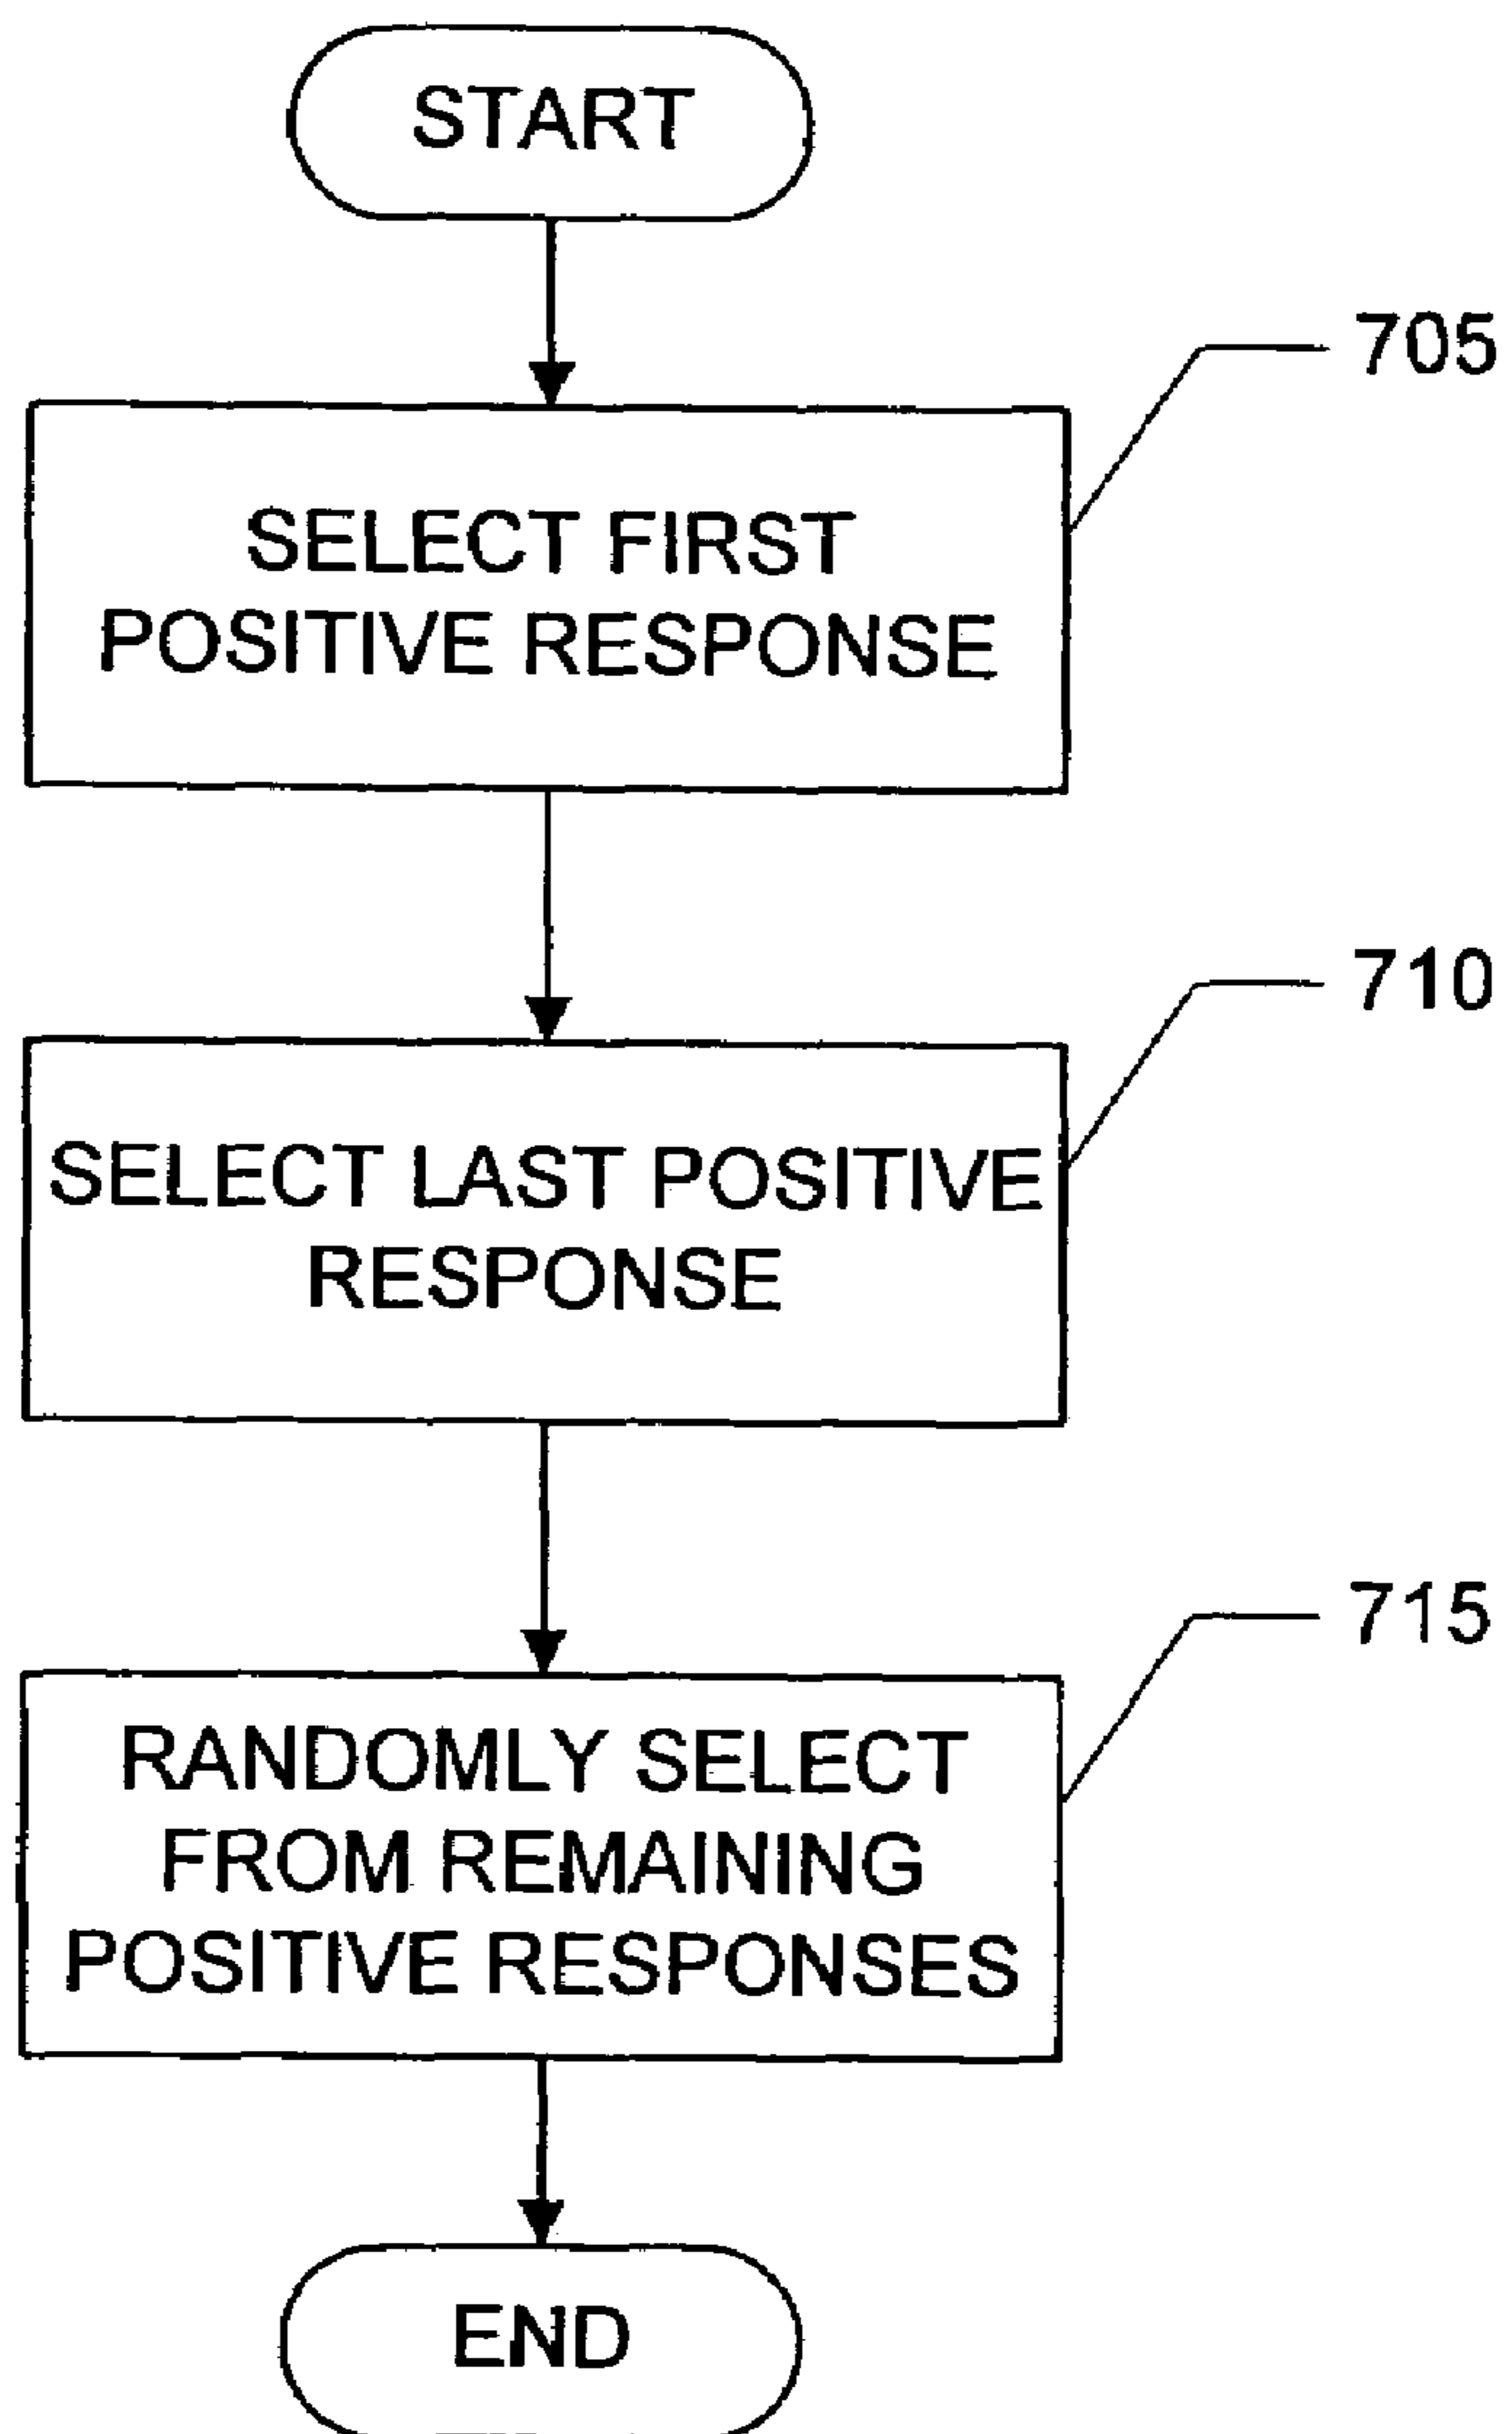 START
705
SELECT FIRST
POSITIVE RESPONSE
710
SELECT LAST POSITIVE
RESPONSE
715
RANDOMLY SELECT
FROM REMAINING
POSITIVE RESPONSES
END